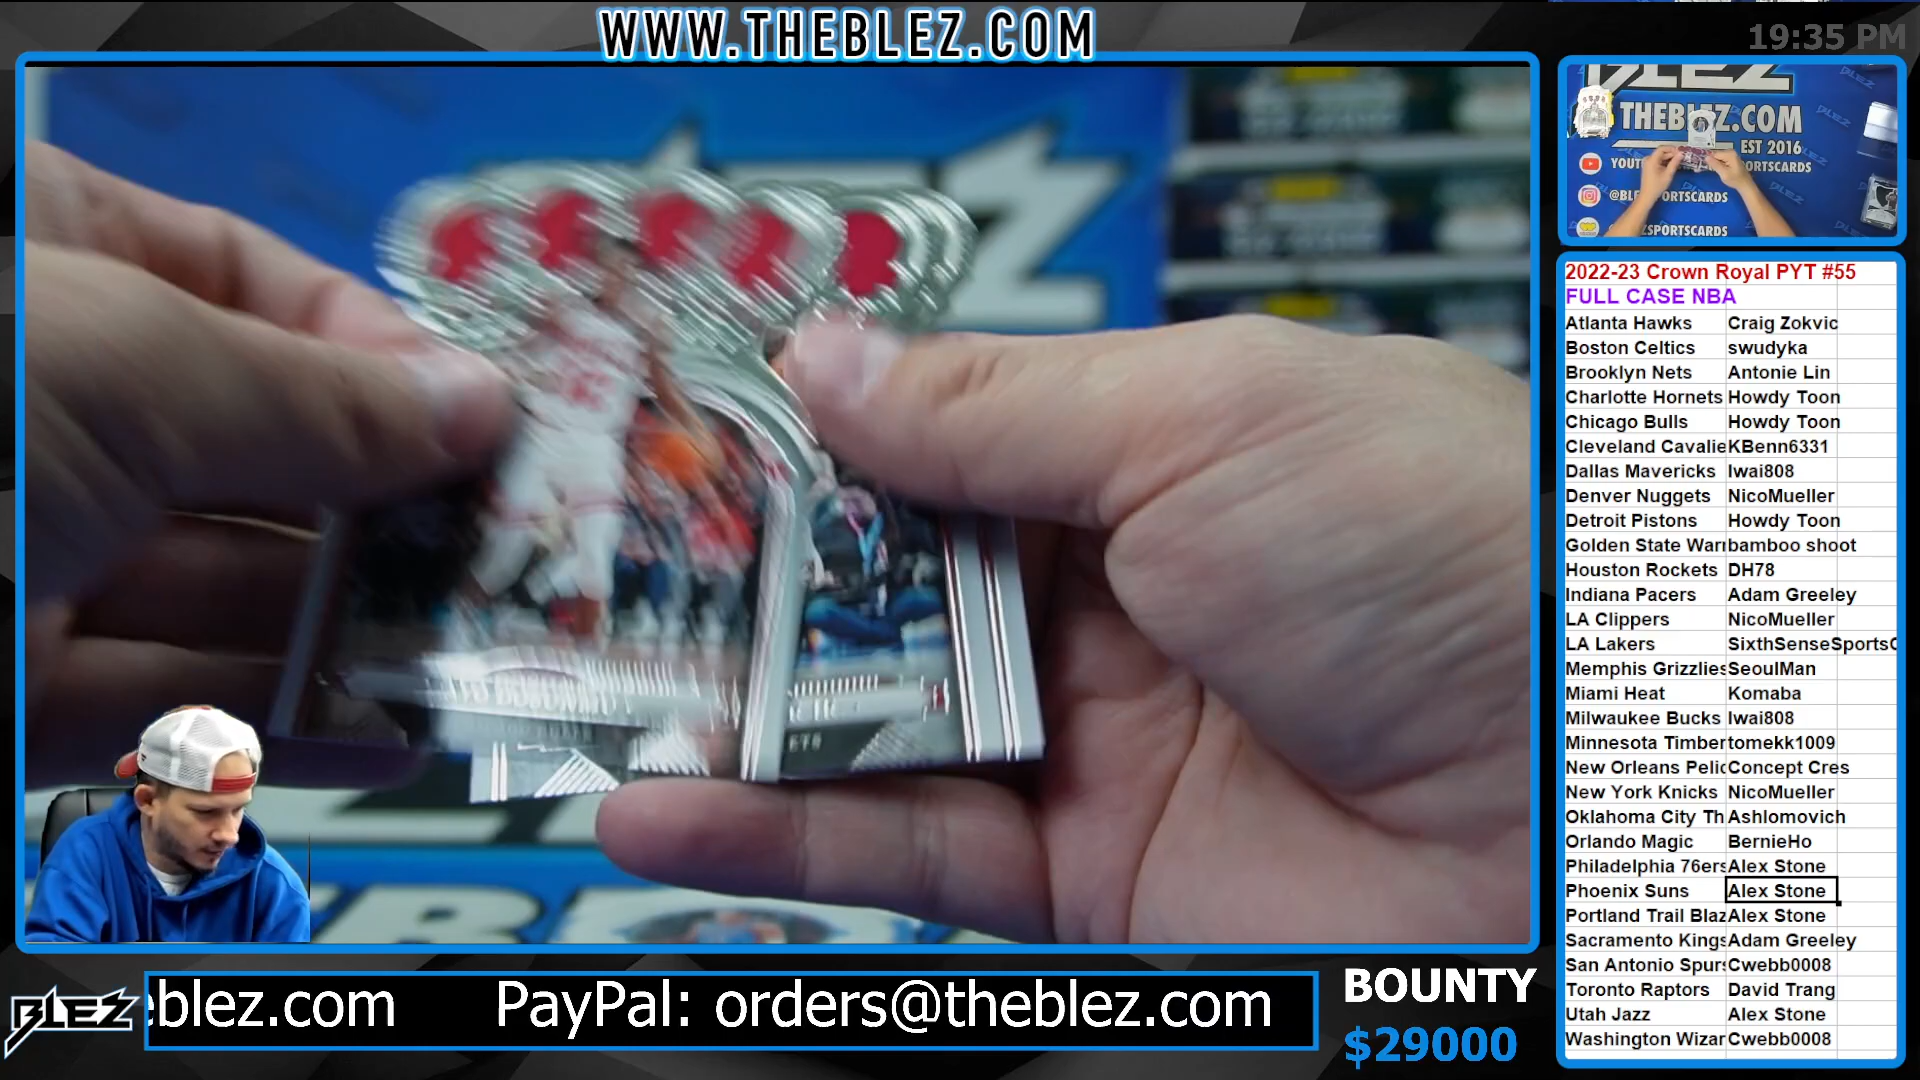 WWW.THEBLEZ.COM
19:35 PM
THEBLEZ.COM
EST 2016
2022-23 Crown Royal PYT #55
FULL CASE NBA
Atlanta Hawks Craig Zokvic
Boston Celtics swudyka
Brooklyn Nets Antonie Lin
Charlotte Hornets Howdy Toon
Chicago Bulls Howdy Toon
Cleveland Cavalie KBenn6331
Dallas Mavericks Iwai808
Denver Nuggets NicoMueller
Detroit Pistons Howdy Toon
Golden State Warr bamboo shoot
Houston Rockets DH78
Indiana Pacers Adam Greeley
LA Clippers NicoMueller
LA Lakers SixthSenseSportsC
Memphis Grizzlies SeoulMan
Miami Heat Komaba
Milwaukee Bucks Iwai808
Minnesota Timber tomekk1009
New Orleans Pelic Concept Cres
New York Knicks NicoMueller
Oklahoma City Th Ashlomovich
Orlando Magic BernieHo
Philadelphia 76ers Alex Stone
Phoenix Suns Alex Stone
Portland Trail Blaz Alex Stone
Sacramento Kings Adam Greeley
San Antonio Spurs Cwebb0008
Toronto Raptors David Trang
Utah Jazz Alex Stone
Washington Wizar Cwebb0008
BLEZ
blez.com PayPal: orders@theblez.com
BOUNTY
$29000